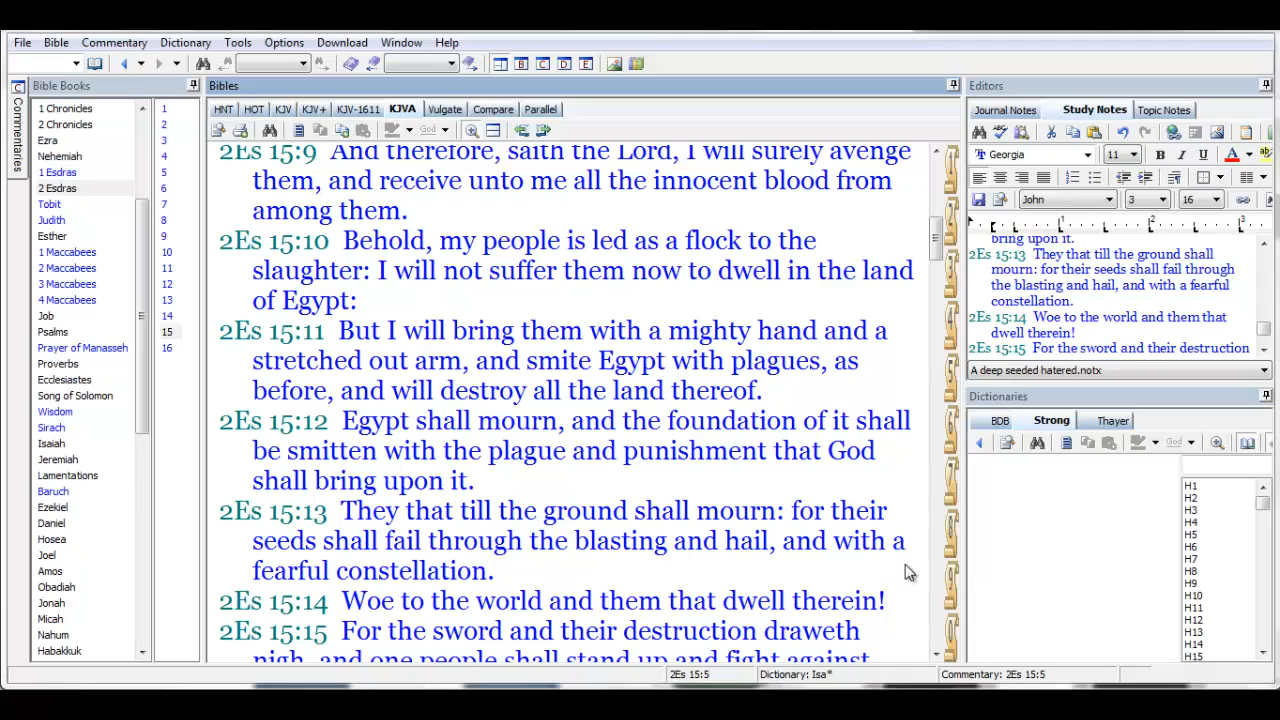 File Bible Commentary Dictionary Tools Options Download Window Help
Commentaries
Bible Books
1 Chronicles
2 Chronicles
Ezra
Nehemiah
1 Esdras
2 Esdras
Tobit
Judith
Esther
1 Maccabees
2 Maccabees
3 Maccabees
4 Maccabees
Job
Psalms
Prayer of Manasseh
Proverbs
Ecclesiastes
Song of Solomon
Wisdom
Sirach
Isaiah
Jeremiah
Lamentations
Baruch
Ezekiel
Daniel
Hosea
Joel
Amos
Obadiah
Jonah
Micah
Nahum
Habakkuk
1
2
3
4
5
6
7
8
9
10
11
12
13
14
15
16
Bibles
HNT HOT KJV KJV+ KJV-1611 KJVA Vulgate Compare Parallel
God
2Es 15:9 And therefore, saith the Lord, I will surely avenge
them, and receive unto me all the innocent blood from
among them.
2Es 15:10 Behold, my people is led as a flock to the
slaughter: I will not suffer them now to dwell in the land
of Egypt:
2Es 15:11 But I will bring them with a mighty hand and a
stretched out arm, and smite Egypt with plagues, as
before, and will destroy all the land thereof.
2Es 15:12 Egypt shall mourn, and the foundation of it shall
be smitten with the plague and punishment that God
shall bring upon it.
2Es 15:13 They that till the ground shall mourn: for their
seeds shall fail through the blasting and hail, and with a
fearful constellation.
2Es 15:14 Woe to the world and them that dwell therein!
2Es 15:15 For the sword and their destruction draweth
nigh, and one people shall stand up and fight against
Editors
Journal Notes Study Notes Topic Notes
Georgia 11 B I U A ab
John 3 16
1 2 3
bring upon it.
2Es 15:13 They that till the ground shall
mourn: for their seeds shall fail through
the blasting and hail, and with a fearful
constellation.
2Es 15:14 Woe to the world and them that
dwell therein!
2Es 15:15 For the sword and their destruction
A deep seeded hatered.notx
Dictionaries
BDB Strong Thayer
God
H1
H2
H3
H4
H5
H6
H7
H8
H9
H10
H11
H12
H13
H14
H15
2Es 15:5 Dictionary: Isa* Commentary: 2Es 15:5